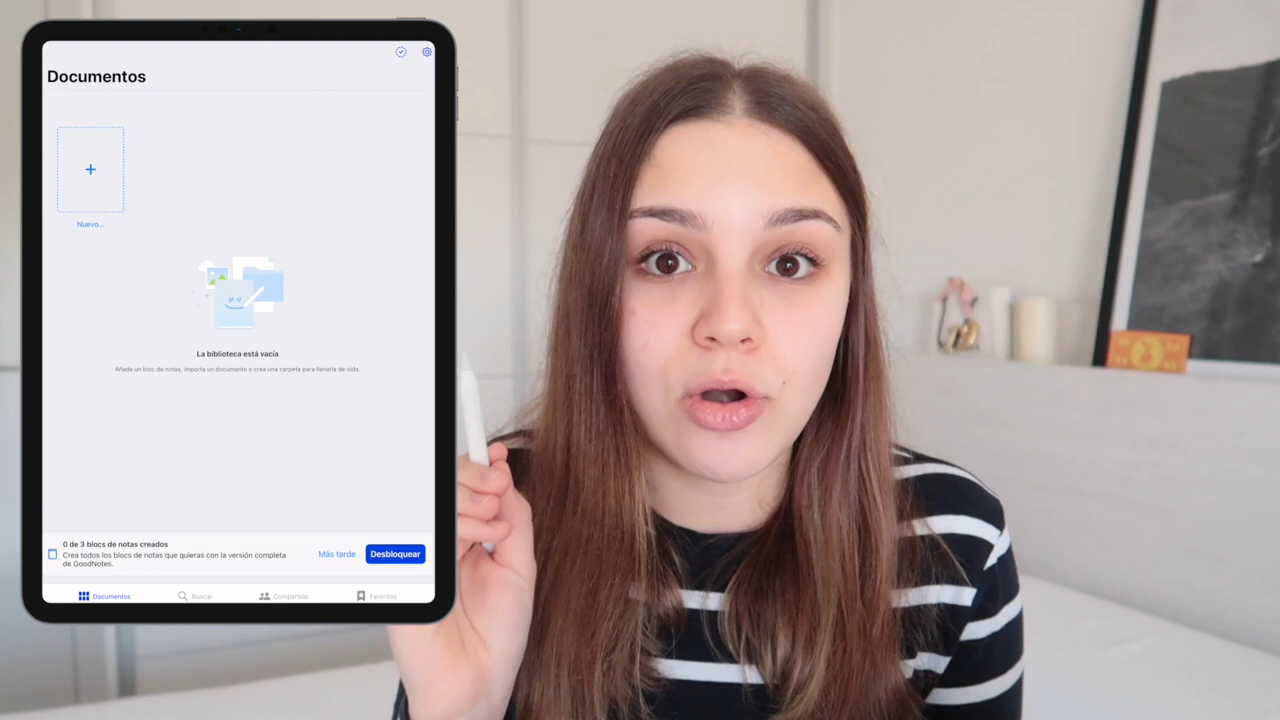 Documentos
Nuevo...
La biblioteca está vacía
Añade un bloc de notas, importa un documento o crea una carpeta para llenarla de vida.
0 de 3 blocs de notas creados
Crea todos los blocs de notas que quieras con la versión completa
de GoodNotes.
Más tarde
Desbloquear
Documentos
Buscar
Compartido
Favoritos